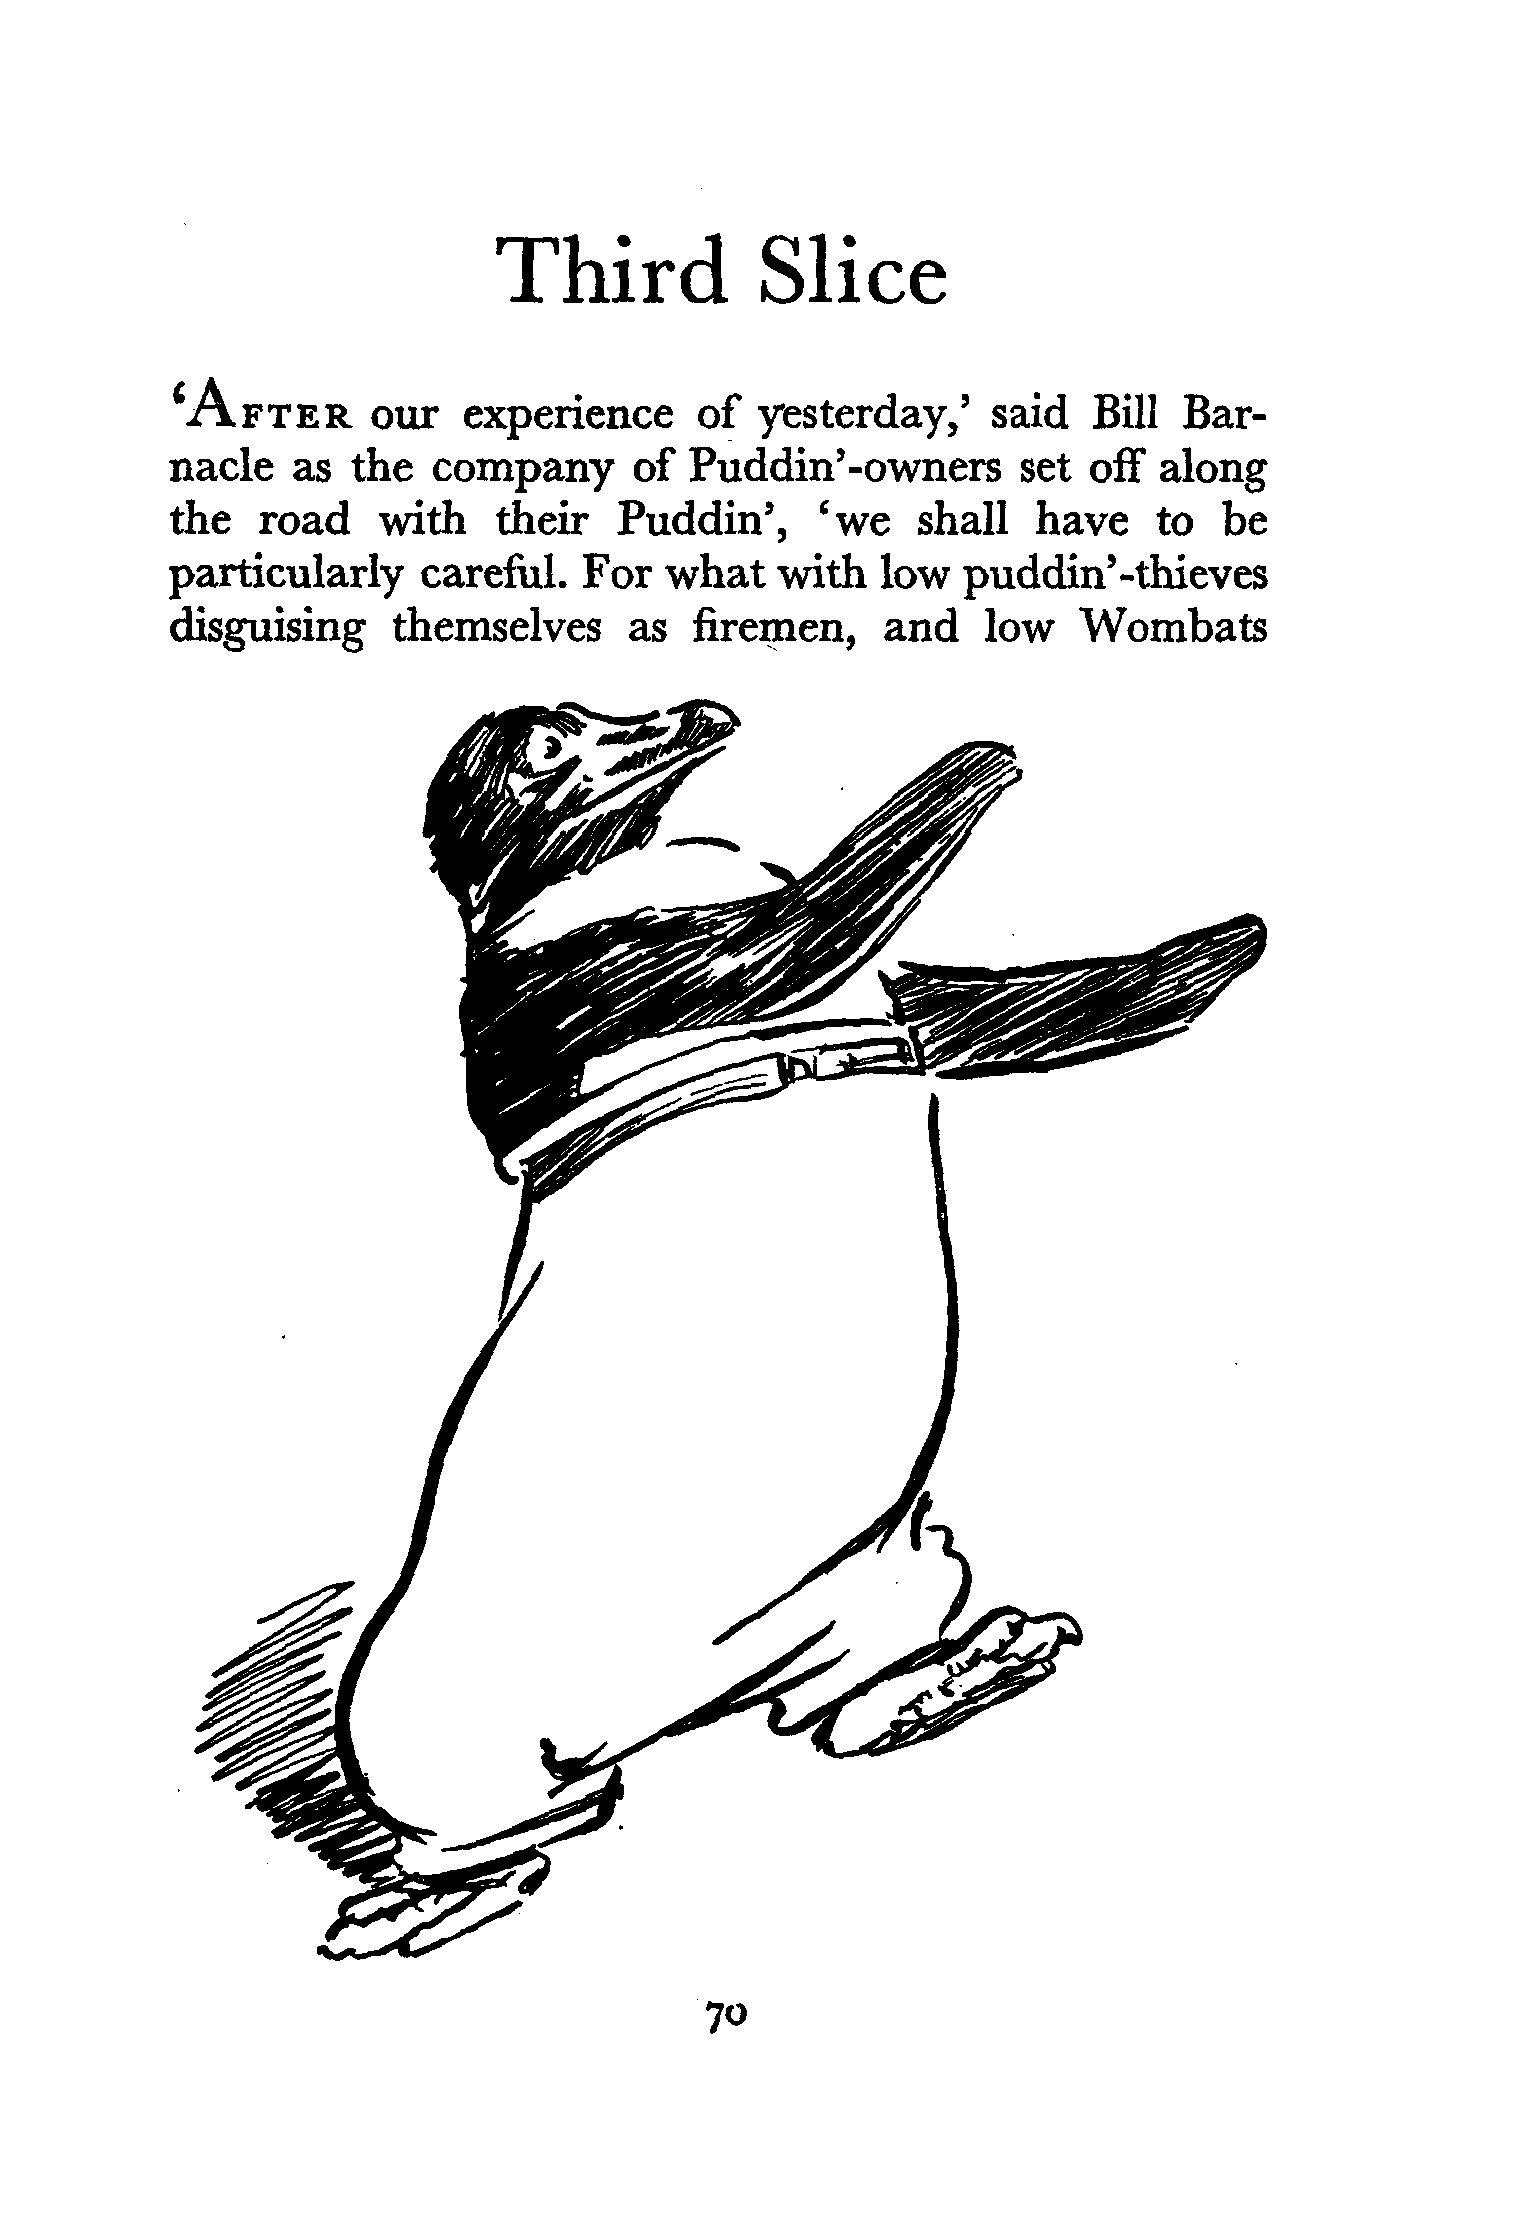 Third Slice
‘AFTER our experience of yesterday,’ said Bill Bar-
nacle as the company of Puddin’-owners set off along
the road with their Puddin’, ‘we shall have to be
particularly careful. For what with low puddin’-thieves
disguising themselves as firemen, and low Wombats
70